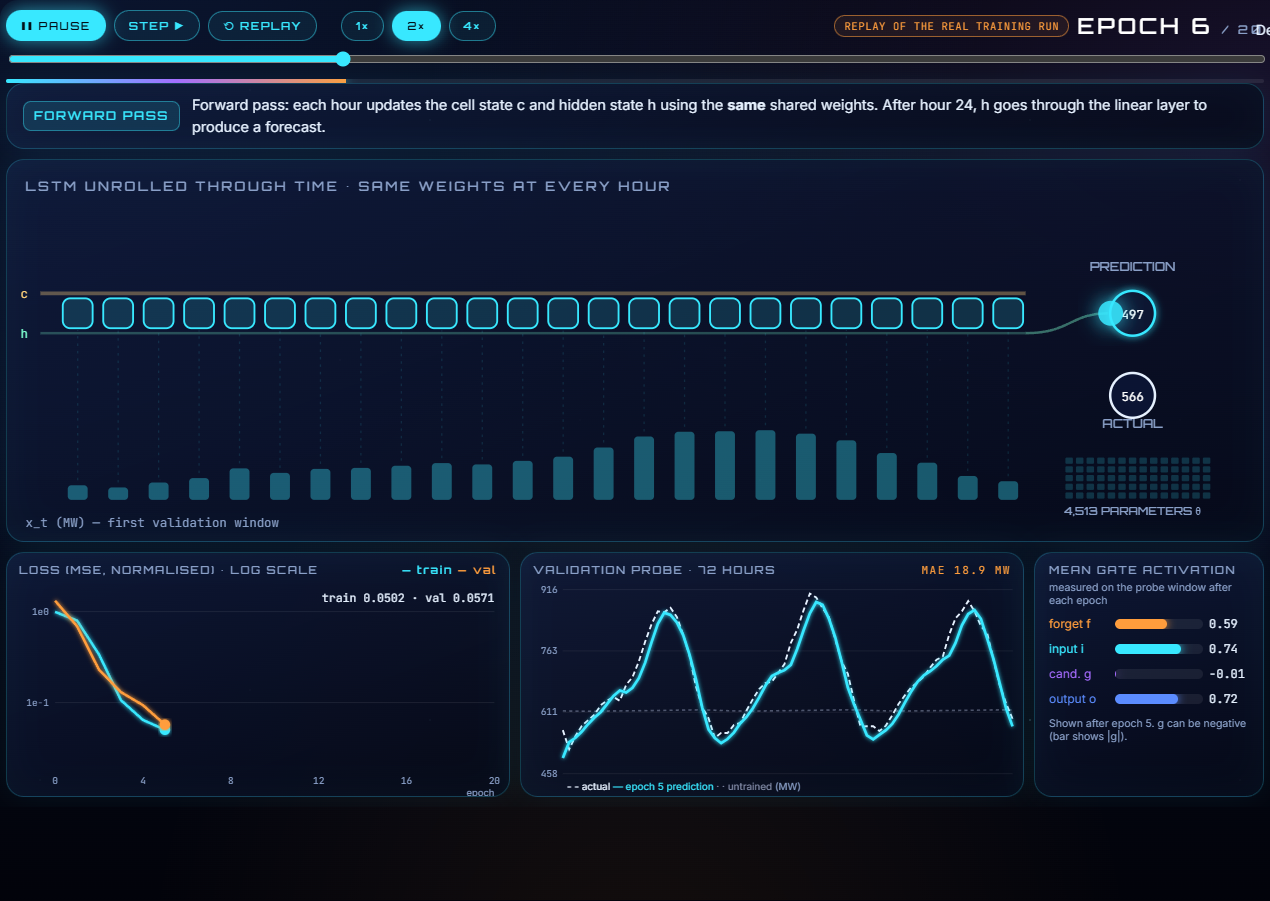 PAUSE STEP ▶ REPLAY 1x 2x 4x REPLAY OF THE REAL TRAINING RUN EPOCH 6 / 20
FORWARD PASS
Forward pass: each hour updates the cell state c and hidden state h using the same shared weights. After hour 24, h goes through the linear layer to
produce a forecast.
LSTM UNROLLED THROUGH TIME · SAME WEIGHTS AT EVERY HOUR
PREDICTION
c
497
h
566
ACTUAL
4,513 PARAMETERS θ
x_t (MW) — first validation window
LOSS (MSE, NORMALISED) · LOG SCALE — train — val
train 0.0502 · val 0.0571
1e0
1e-1
0 4 8 12 16 20
epoch
VALIDATION PROBE · 72 HOURS MAE 18.9 MW
916
763
611
458
- - actual — epoch 5 prediction · · untrained (MW)
MEAN GATE ACTIVATION
measured on the probe window after
each epoch
forget f 0.59
input i 0.74
cand. g -0.01
output o 0.72
Shown after epoch 5. g can be negative
(bar shows |g|).